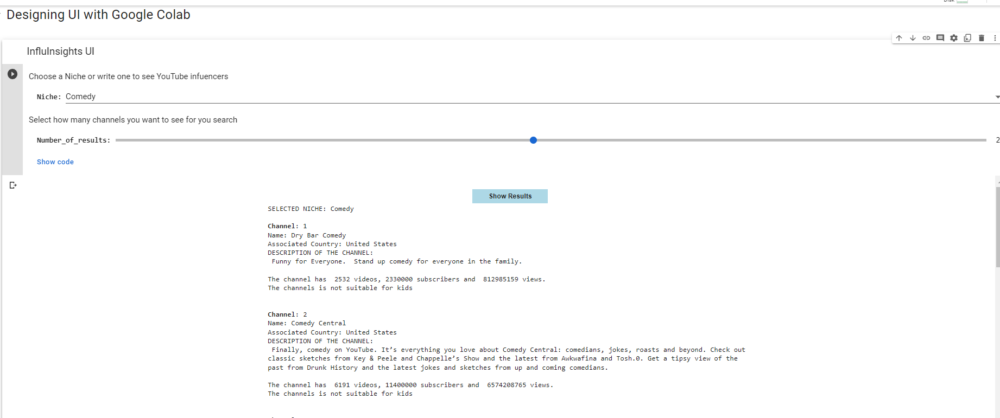 Designing UI with Google Colab
InfluInsights UI
Choose a Niche or write one to see YouTube infuencers
Niche: Comedy
Select how many channels you want to see for you search
Number_of_results: 2
Show code
Show Results
SELECTED NICHE: Comedy
Channel: 1
Name: Dry Bar Comedy
Associated Country: United States
DESCRIPTION OF THE CHANNEL:
Funny for Everyone.  Stand up comedy for everyone in the family.
The channel has  2532 videos, 2330000 subscribers and  812985159 views.
The channels is not suitable for kids
Channel: 2
Name: Comedy Central
Associated Country: United States
DESCRIPTION OF THE CHANNEL:
Finally, comedy on YouTube. It’s everything you love about Comedy Central: comedians, jokes, roasts and beyond. Check out
classic sketches from Key & Peele and Chappelle’s Show and the latest from Awkwafina and Tosh.0. Get a tipsy view of the
past from Drunk History and the latest jokes and sketches from up and coming comedians.
The channel has  6191 videos, 11400000 subscribers and  6574208765 views.
The channels is not suitable for kids